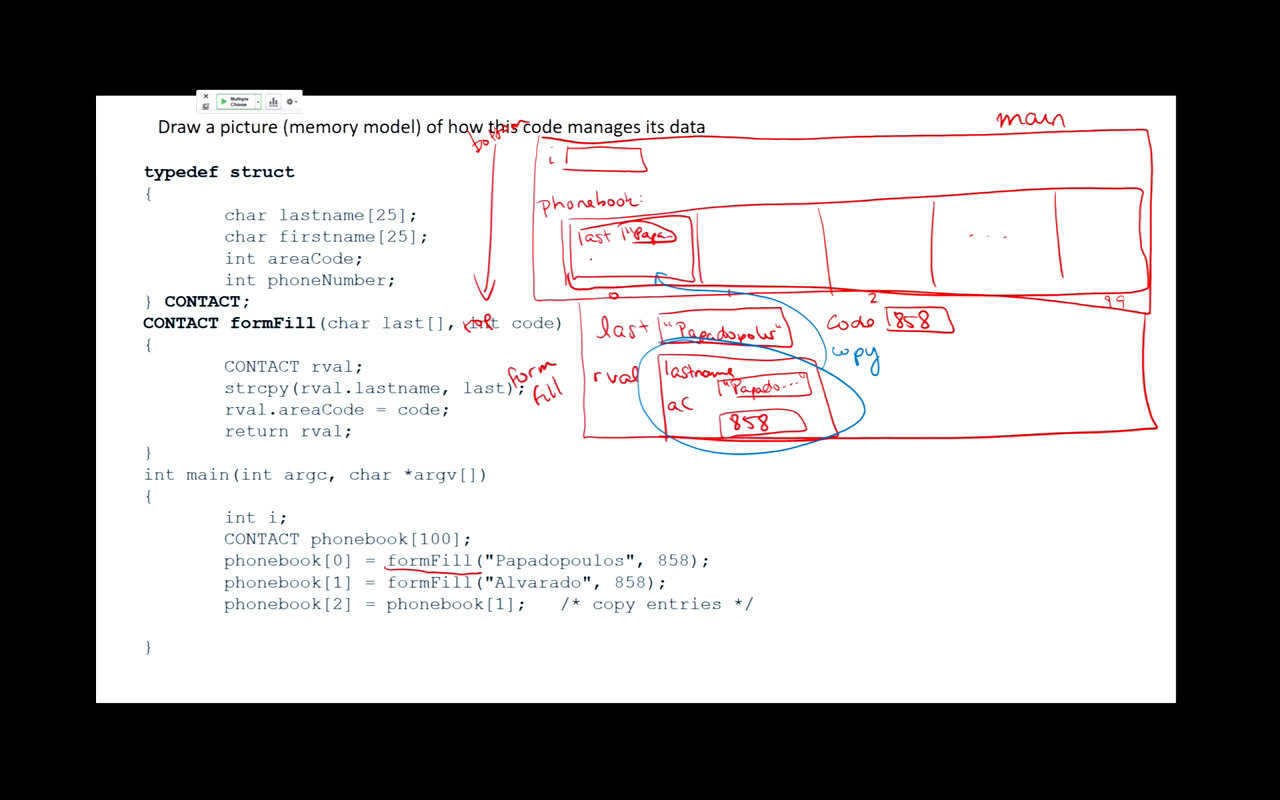 Multiple
Choice
Draw a picture (memory model) of how this code manages its data
main
bottom
typedef struct
{
char lastname[25];
char firstname[25];
int areaCode;
int phoneNumber;
} CONTACT;
CONTACT formFill(char last[], int code)
{
CONTACT rval;
strcpy(rval.lastname, last);
rval.areaCode = code;
return rval;
}
int main(int argc, char *argv[])
{
int i;
CONTACT phonebook[100];
phonebook[0] = formFill("Papadopoulos", 858);
phonebook[1] = formFill("Alvarado", 858);
phonebook[2] = phonebook[1]; /* copy entries */
}
i
phonebook:
last "Papa
....
0 1 2 99
top
form
fill
last "Papadopolis" code 858
copy
rval lastname
"Papado..."
aC
858